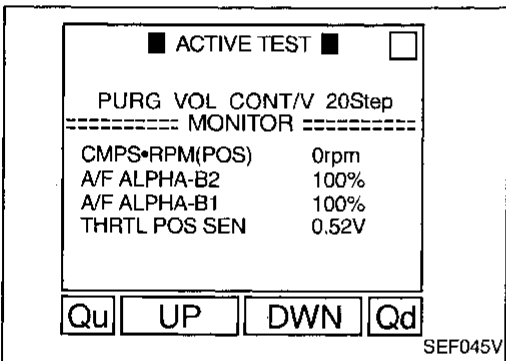 ■ ACTIVE TEST ■ □
PURG VOL CONT/V 20Step
========== MONITOR ==========
CMPS•RPM(POS) 0rpm
A/F ALPHA-B2 100%
A/F ALPHA-B1 100%
THRTL POS SEN 0.52V
Qu UP DWN Qd
SEF045V